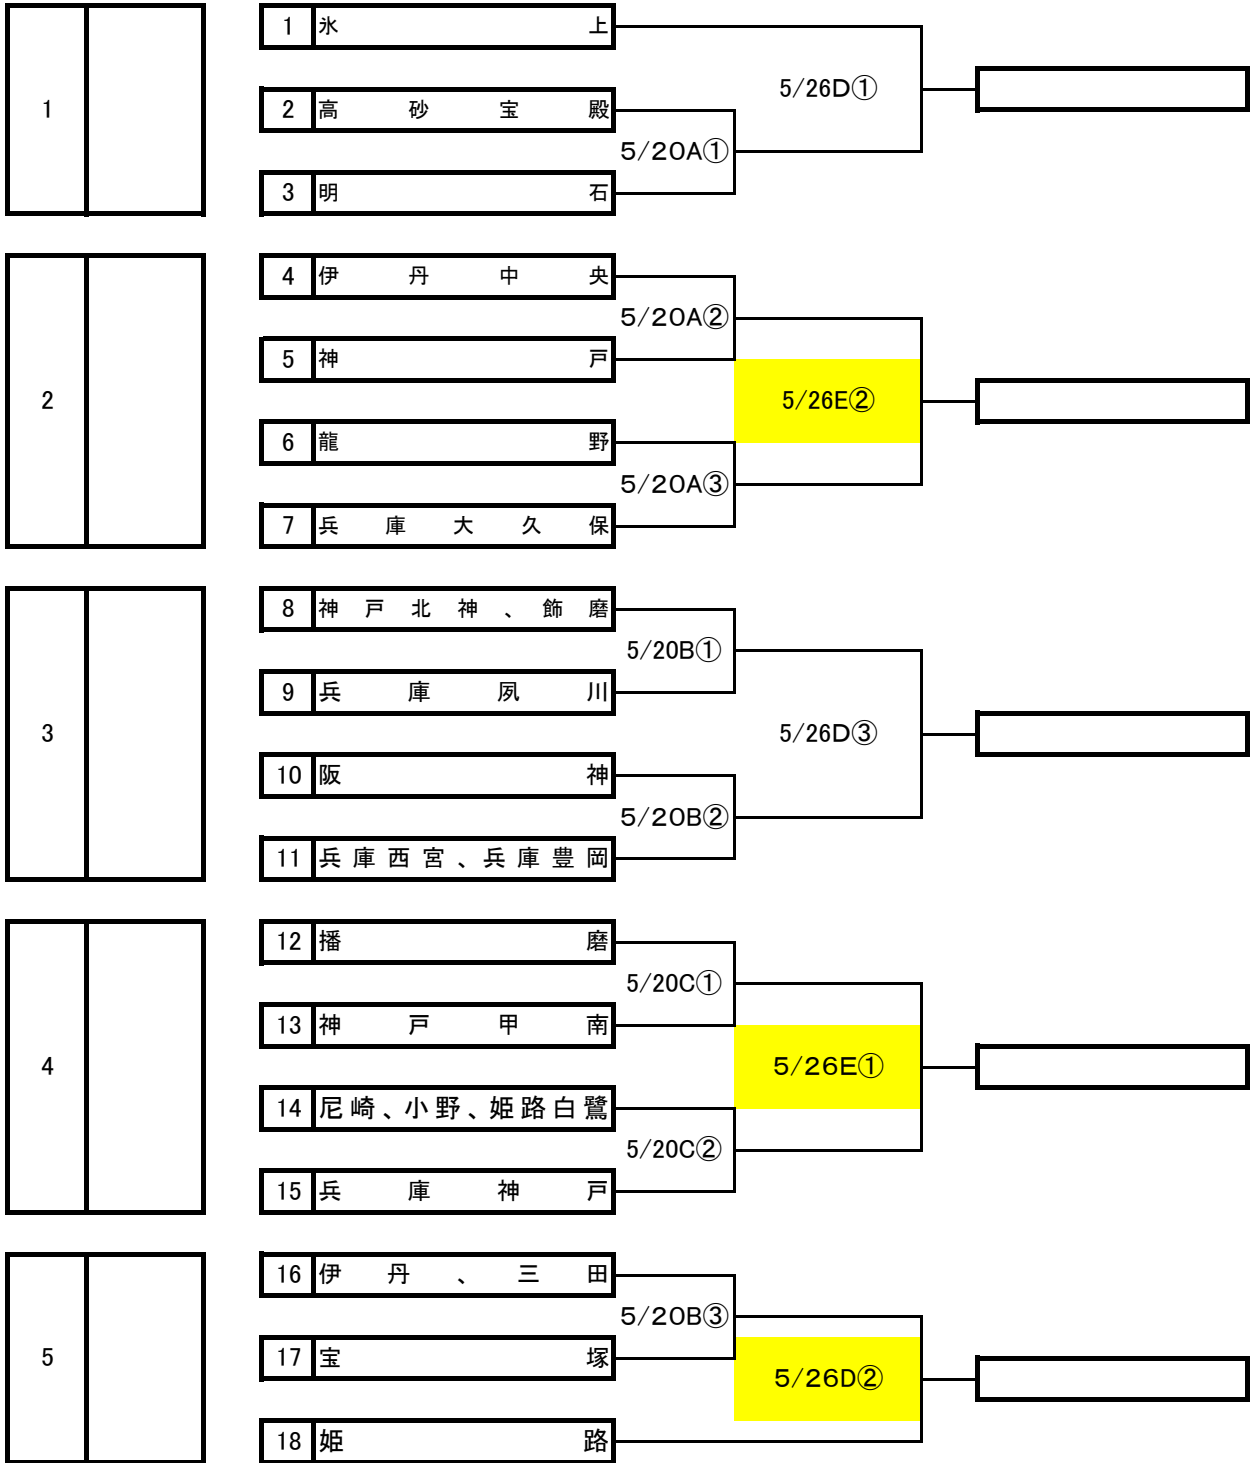 1 氷上
5/26D①
1
2 高砂宝殿
5/20A①
3 明石
4 伊丹中央
5/20A②
5 神戸
2
5/26E②
6 龍野
5/20A③
7 兵庫大久保
8 神戸北神、飾磨
5/20B①
9 兵庫夙川
3
5/26D③
10 阪神
5/20B②
11 兵庫西宮、兵庫豊岡
12 播磨
5/20C①
13 神戸甲南
4
5/26E①
14 尼崎、小野、姫路白鷺
5/20C②
15 兵庫神戸
16 伊丹、三田
5/20B③
17 宝塚
5
5/26D②
18 姫路